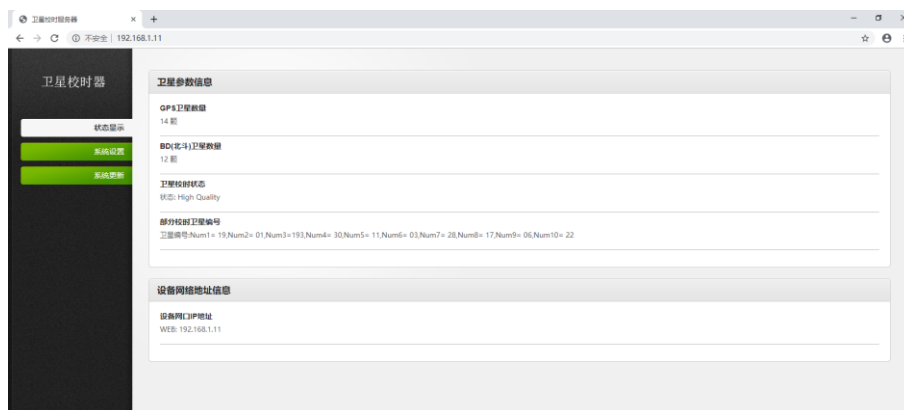 卫星校时服务器
不安全 | 192.168.1.11
卫星校时器
状态显示
系统设置
系统更新
卫星参数信息
GPS卫星数量
14 颗
BD(北斗)卫星数量
12 颗
卫星校时状态
状态: High Quality
部分校时卫星编号
卫星编号:Num1= 19,Num2= 01,Num3=193,Num4= 30,Num5= 11,Num6= 03,Num7= 28,Num8= 17,Num9= 06,Num10= 22
设备网络地址信息
设备网口IP地址
WEB: 192.168.1.11